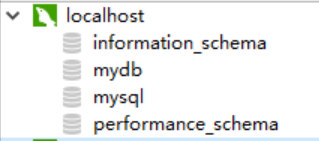 localhost
information_schema
mydb
mysql
performance_schema